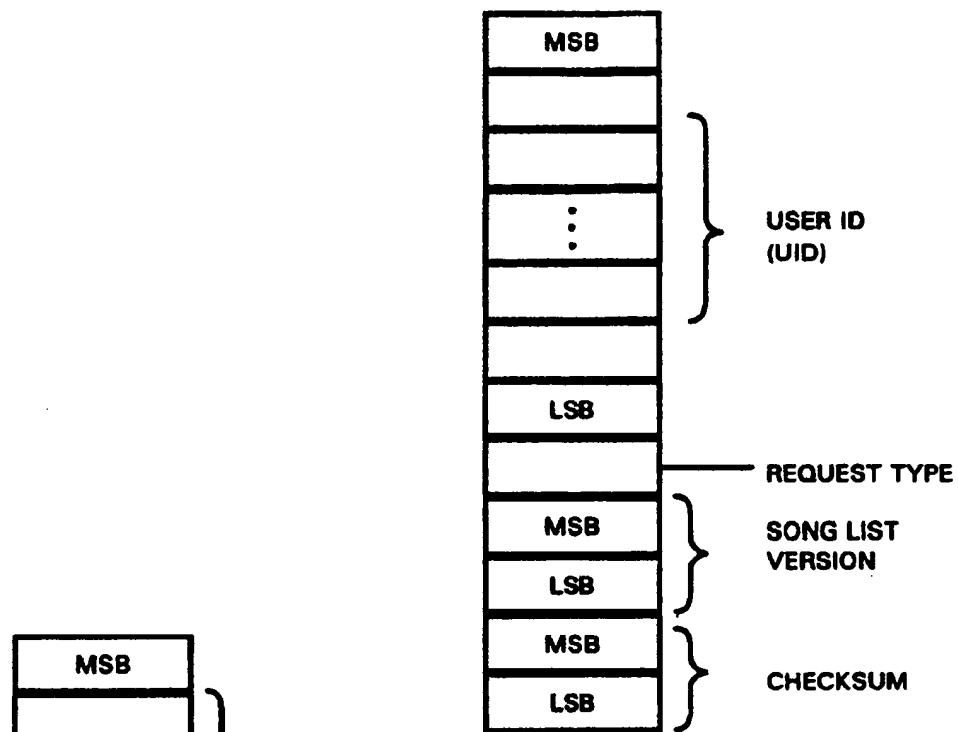 MSB
USER ID
(UID)
LSB
REQUEST TYPE
MSB
SONG LIST
VERSION
LSB
MSB
CHECKSUM
LSB
MSB